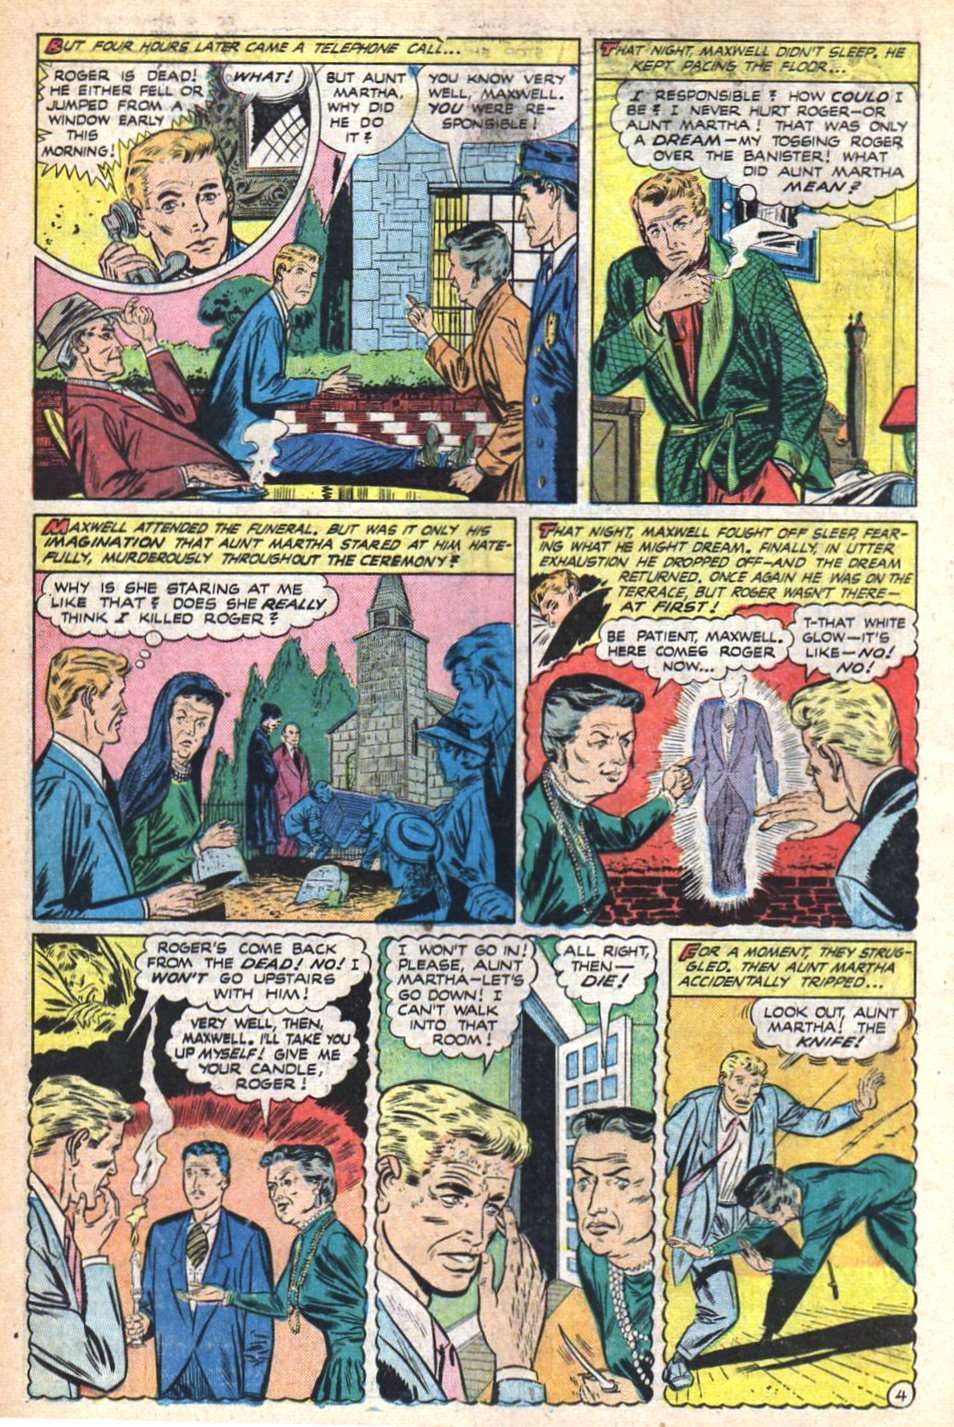 BUT FOUR HOURS LATER CAME A TELEPHONE CALL...
ROGER IS DEAD!
HE EITHER FELL OR
JUMPED FROM A
WINDOW EARLY
THIS
MORNING!
WHAT!
BUT AUNT
MARTHA,
WHY DID
HE DO
IT?
YOU KNOW VERY
WELL, MAXWELL.
YOU WERE RE-
SPONSIBLE!
THAT NIGHT, MAXWELL DIDN'T SLEEP. HE
KEPT PACING THE FLOOR...
I RESPONSIBLE? HOW COULD I
BE? I NEVER HURT ROGER—OR
AUNT MARTHA! THAT WAS ONLY
A DREAM—MY TOSSING ROGER
OVER THE BANISTER! WHAT
DID AUNT MARTHA
MEAN?
MAXWELL ATTENDED THE FUNERAL. BUT WAS IT ONLY HIS
IMAGINATION THAT AUNT MARTHA STARED AT HIM HATE-
FULLY, MURDEROUSLY THROUGHOUT THE CEREMONY?
WHY IS SHE STARING AT ME
LIKE THAT? DOES SHE REALLY
THINK I KILLED ROGER?
THAT NIGHT, MAXWELL FOUGHT OFF SLEEP, FEAR-
ING WHAT HE MIGHT DREAM. FINALLY, IN UTTER
EXHAUSTION HE DROPPED OFF—AND THE DREAM
RETURNED. ONCE AGAIN HE WAS ON THE
TERRACE, BUT ROGER WASN'T THERE—
AT FIRST!
BE PATIENT, MAXWELL.
HERE COMES ROGER
NOW...
T-THAT WHITE
GLOW—IT'S
LIKE—NO!
NO!
ROGER'S COME BACK
FROM THE DEAD! NO! I
WON'T GO UPSTAIRS
WITH HIM!
VERY WELL, THEN,
MAXWELL. I'LL TAKE YOU
UP MYSELF! GIVE ME
YOUR CANDLE,
ROGER!
I WON'T GO IN!
PLEASE, AUNT
MARTHA—LET'S
GO DOWN! I
CAN'T WALK
INTO THAT
ROOM!
ALL RIGHT,
THEN—
DIE!
FOR A MOMENT, THEY STRUG-
GLED. THEN AUNT MARTHA
ACCIDENTALLY TRIPPED...
LOOK OUT, AUNT
MARTHA! THE
KNIFE!
4